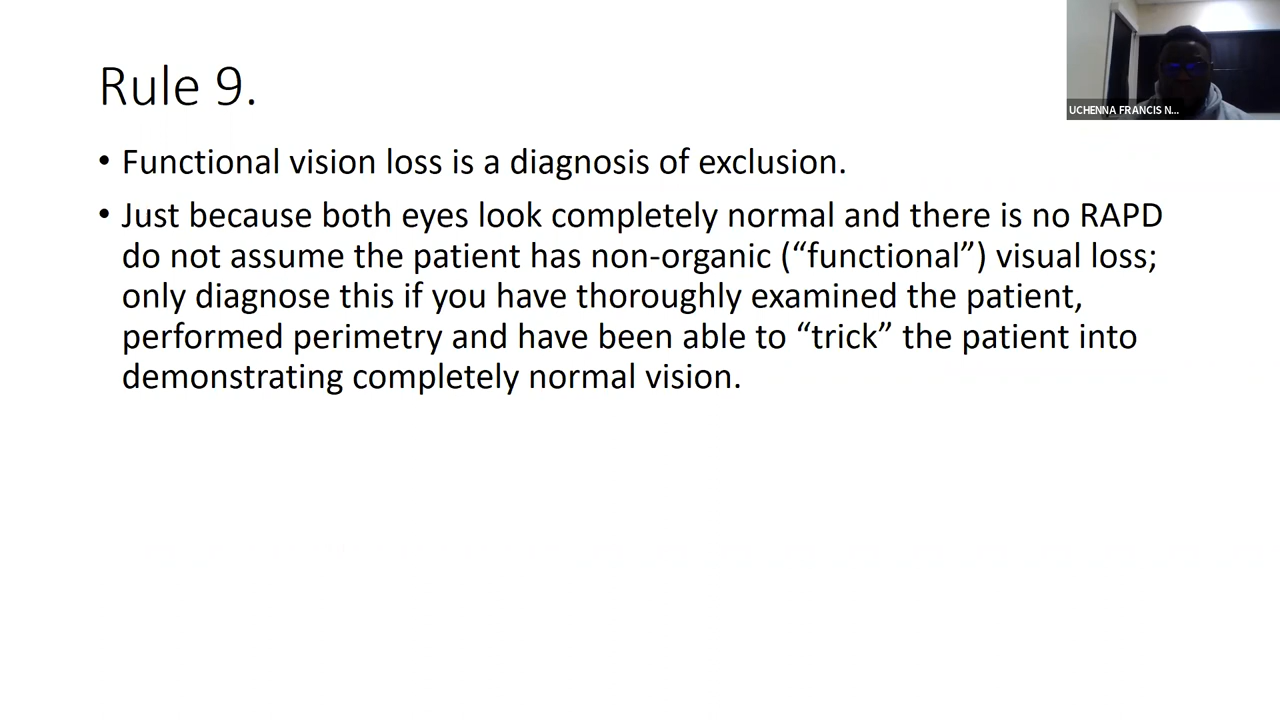 Rule 9.
UCHENNA FRANCIS N...
• Functional vision loss is a diagnosis of exclusion.
• Just because both eyes look completely normal and there is no RAPD
do not assume the patient has non-organic (“functional”) visual loss;
only diagnose this if you have thoroughly examined the patient,
performed perimetry and have been able to “trick” the patient into
demonstrating completely normal vision.